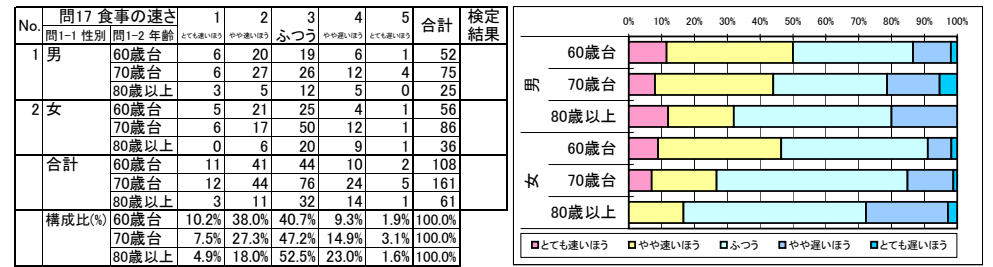 No. 問17 食事の速さ 1 2 3 4 5 合計 検定結果
問1-1 性別 問1-2 年齢 とても速いほう やや速いほう ふつう やや遅いほう とても遅いほう
1 男 60歳台 6 20 19 6 1 52
70歳台 6 27 26 12 4 75
80歳以上 3 5 12 5 0 25
2 女 60歳台 5 21 25 4 1 56
70歳台 6 17 50 12 1 86
80歳以上 0 6 20 9 1 36
合計 60歳台 11 41 44 10 2 108
70歳台 12 44 76 24 5 161
80歳以上 3 11 32 14 1 61
構成比(%) 60歳台 10.2% 38.0% 40.7% 9.3% 1.9% 100.0%
70歳台 7.5% 27.3% 47.2% 14.9% 3.1% 100.0%
80歳以上 4.9% 18.0% 52.5% 23.0% 1.6% 100.0%
0% 10% 20% 30% 40% 50% 60% 70% 80% 90% 100%
男
60歳台
70歳台
80歳以上
女
60歳台
70歳台
80歳以上
とても速いほう やや速いほう ふつう やや遅いほう とても遅いほう